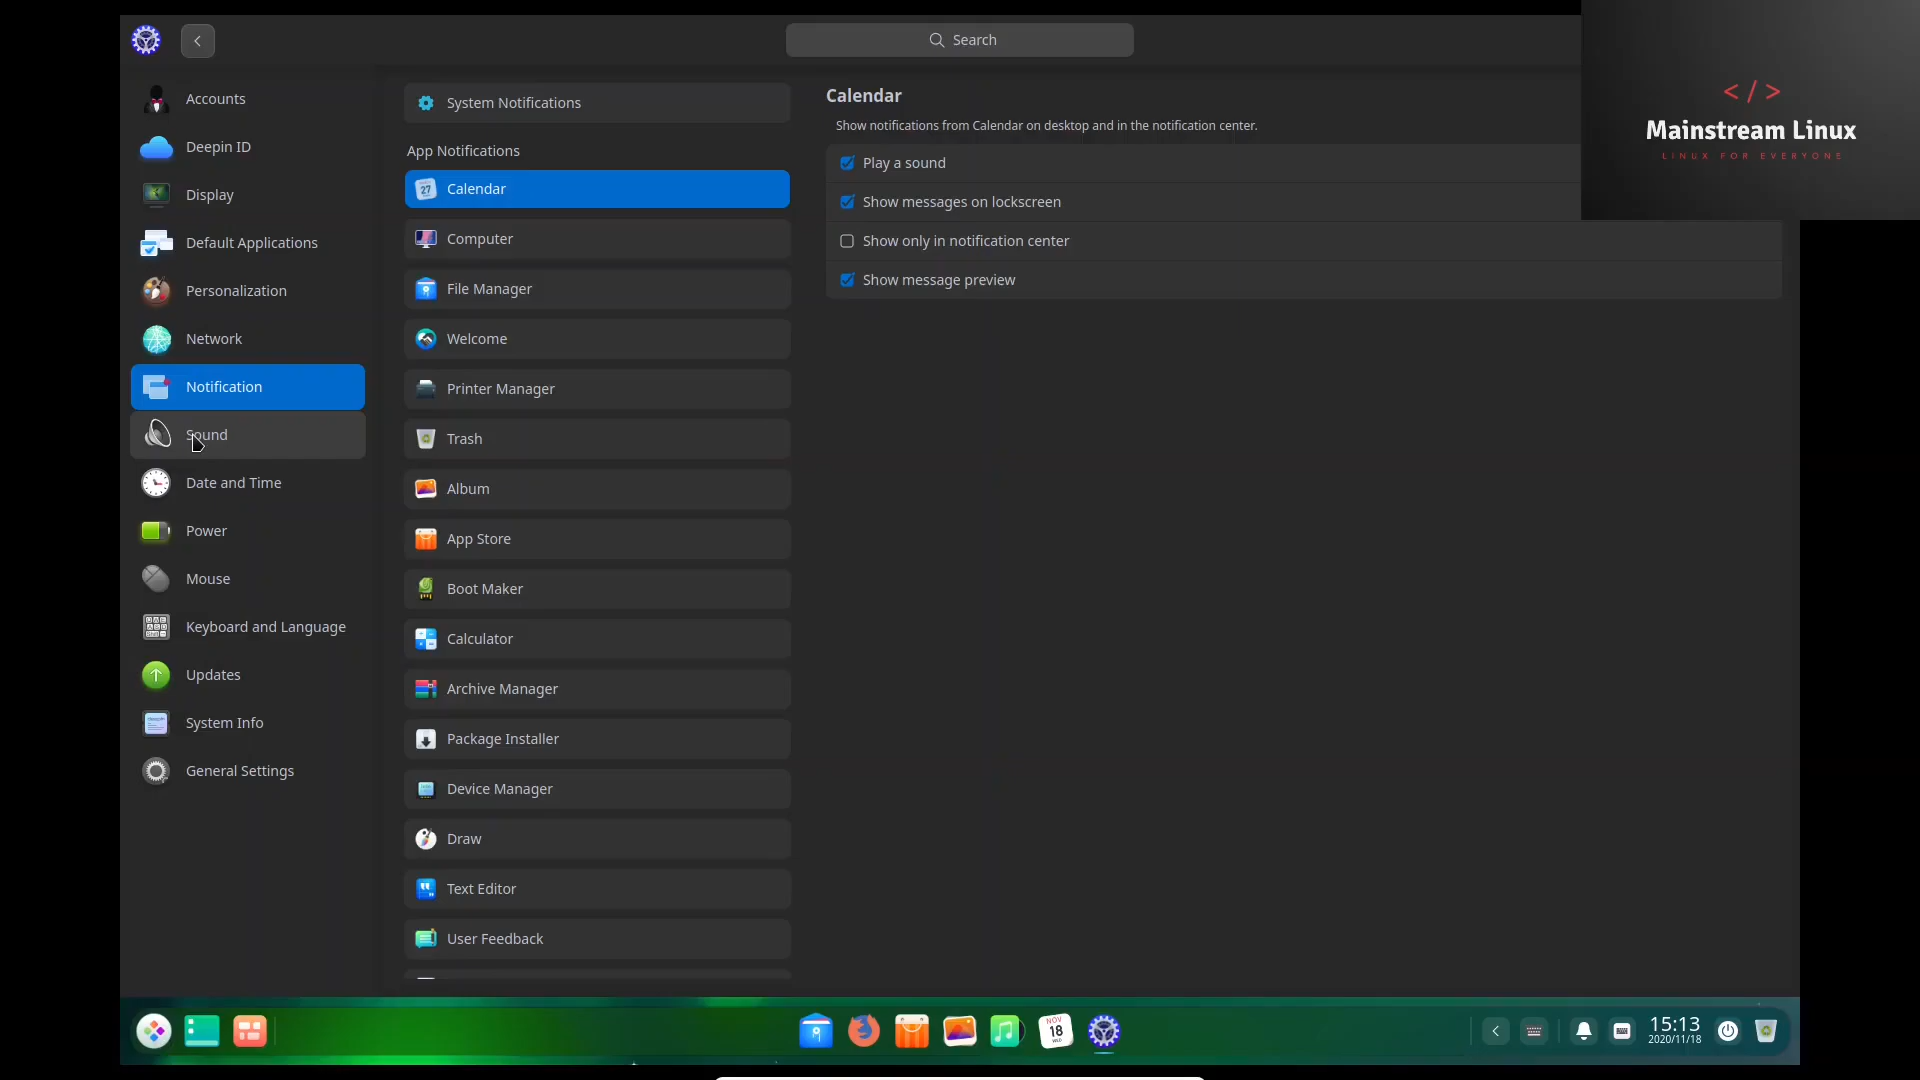 Search
Accounts
Deepin ID
Display
Default Applications
Personalization
Network
Notification
Sound
Date and Time
Power
Mouse
Keyboard and Language
Updates
System Info
General Settings
System Notifications
App Notifications
Calendar
Computer
File Manager
Welcome
Printer Manager
Trash
Album
App Store
Boot Maker
Calculator
Archive Manager
Package Installer
Device Manager
Draw
Text Editor
User Feedback
Calendar
Show notifications from Calendar on desktop and in the notification center.
Play a sound
Show messages on lockscreen
Show only in notification center
Show message preview
</>
Mainstream Linux
LINUX FOR EVERYONE
27
NOV
18
WED
15:13
2020/11/18